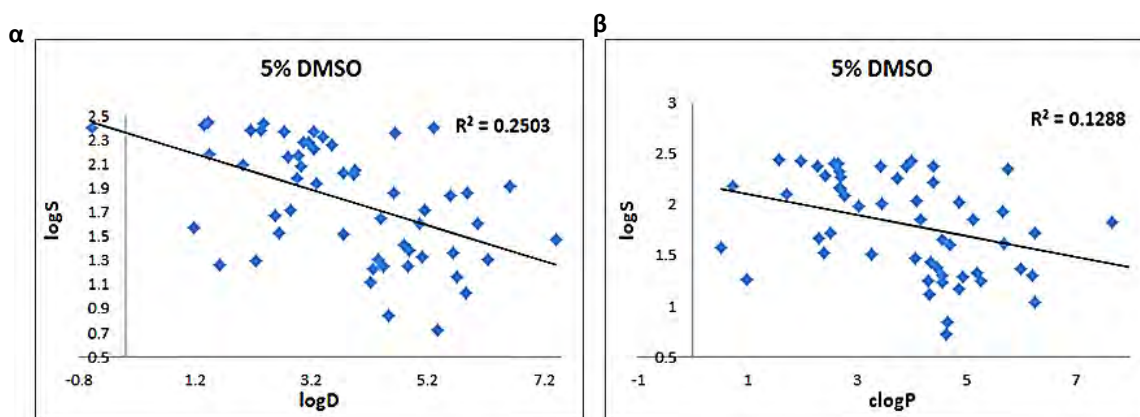 α
5% DMSO
R² = 0.2503
2.5
2.3
2.1
1.9
1.7
1.5
1.3
1.1
0.9
0.7
0.5
logS
-0.8 1.2 3.2 5.2 7.2
logD
β
5% DMSO
R² = 0.1288
3
2.5
2
1.5
1
0.5
logS
-1 1 3 5 7
clogP